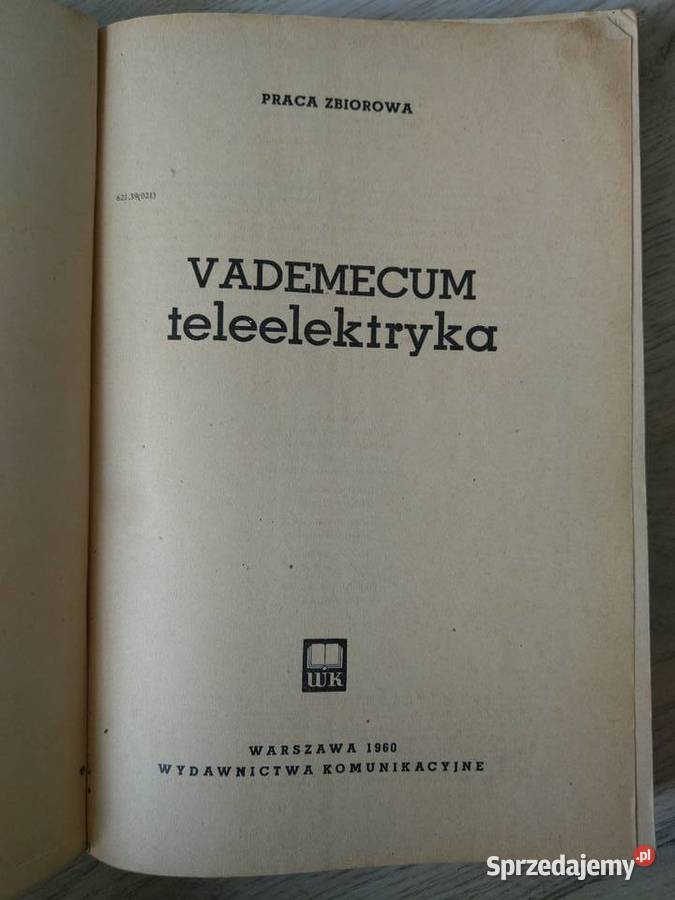 PRACA ZBIOROWA
621.39(021)
VADEMECUM
teleelektryka
WK
WARSZAWA 1960
WYDAWNICTWA KOMUNIKACYJNE
Sprzedajemy.pl